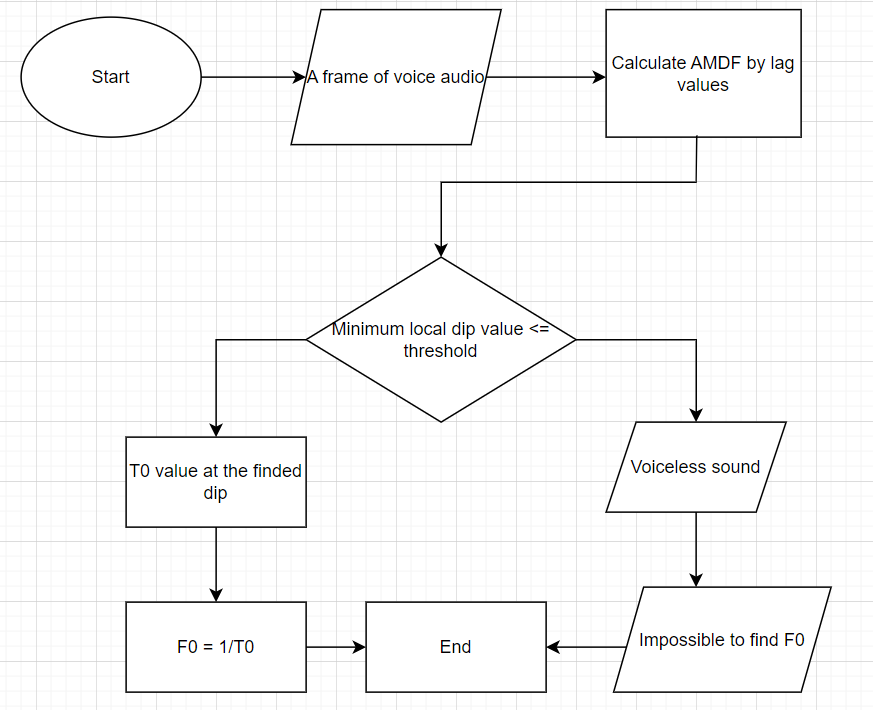 Start
A frame of voice audio
Calculate AMDF by lag
values
Minimum local dip value <=
threshold
T0 value at the finded
dip
Voiceless sound
F0 = 1/T0
End
Impossible to find F0